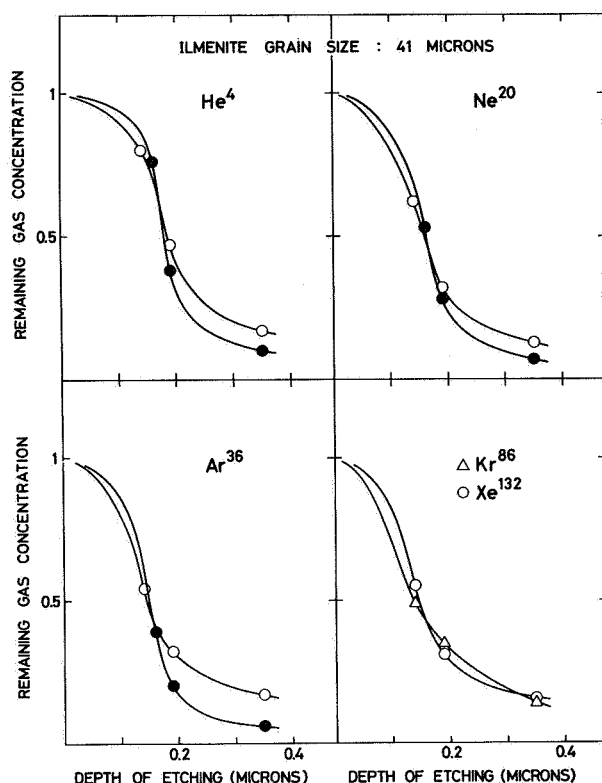 ILMENITE GRAIN SIZE : 41 MICRONS
He4
Ne20
REMAINING GAS CONCENTRATION
1
0.5
Ar36
Kr86
Xe132
REMAINING GAS CONCENTRATION
1
0.5
0.2
0.4
0.2
0.4
DEPTH OF ETCHING (MICRONS)
DEPTH OF ETCHING (MICRONS)